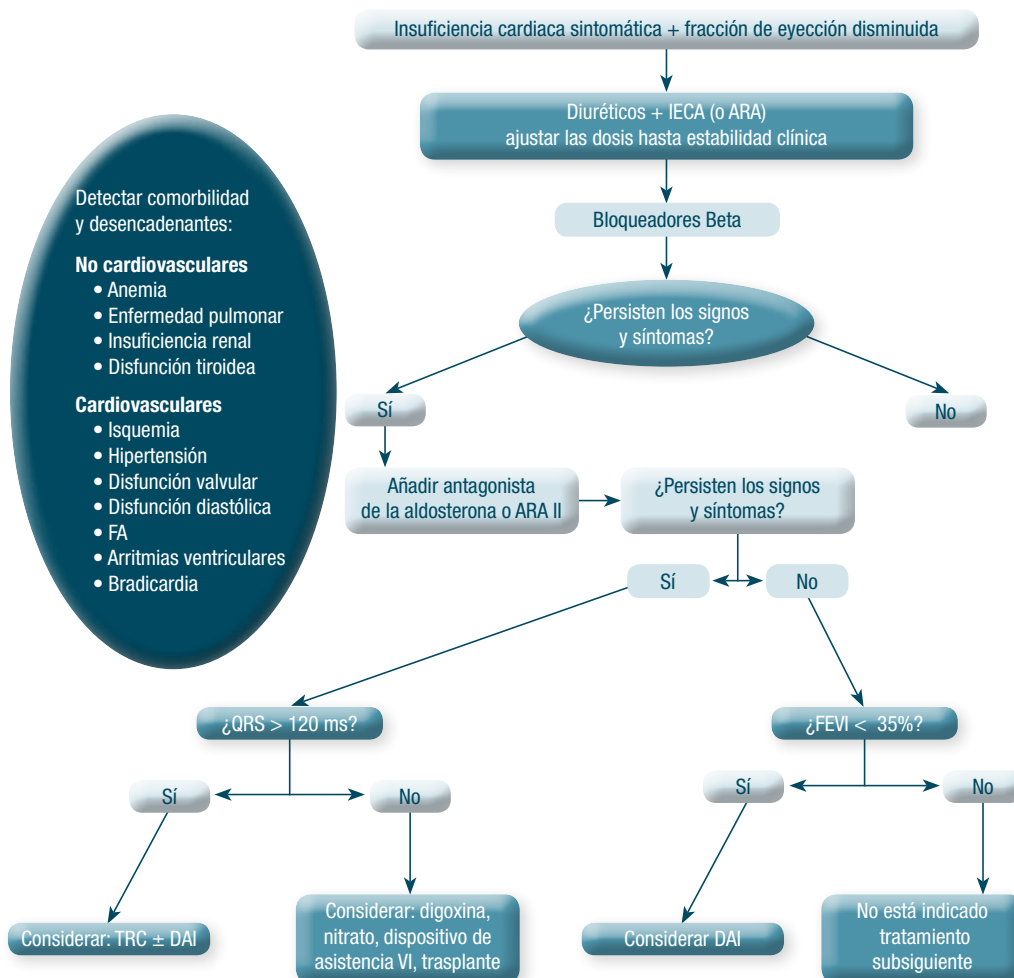 Insuficiencia cardiaca sintomática + fracción de eyección disminuida
Diuréticos + IECA (o ARA)
ajustar las dosis hasta estabilidad clínica
Detectar comorbilidad
y desencadenantes:
No cardiovasculares
• Anemia
• Enfermedad pulmonar
• Insuficiencia renal
• Disfunción tiroidea
Cardiovasculares
• Isquemia
• Hipertensión
• Disfunción valvular
• Disfunción diastólica
• FA
• Arritmias ventriculares
• Bradicardia
Bloqueadores Beta
¿Persisten los signos
y síntomas?
Sí
No
Añadir antagonista
de la aldosterona o ARA II
¿Persisten los signos
y síntomas?
Sí
No
¿QRS > 120 ms?
¿FEVI < 35%?
Sí
No
Sí
No
Considerar: TRC ± DAI
Considerar: digoxina,
nitrato, dispositivo de
asistencia VI, trasplante
Considerar DAI
No está indicado
tratamiento
subsiguiente